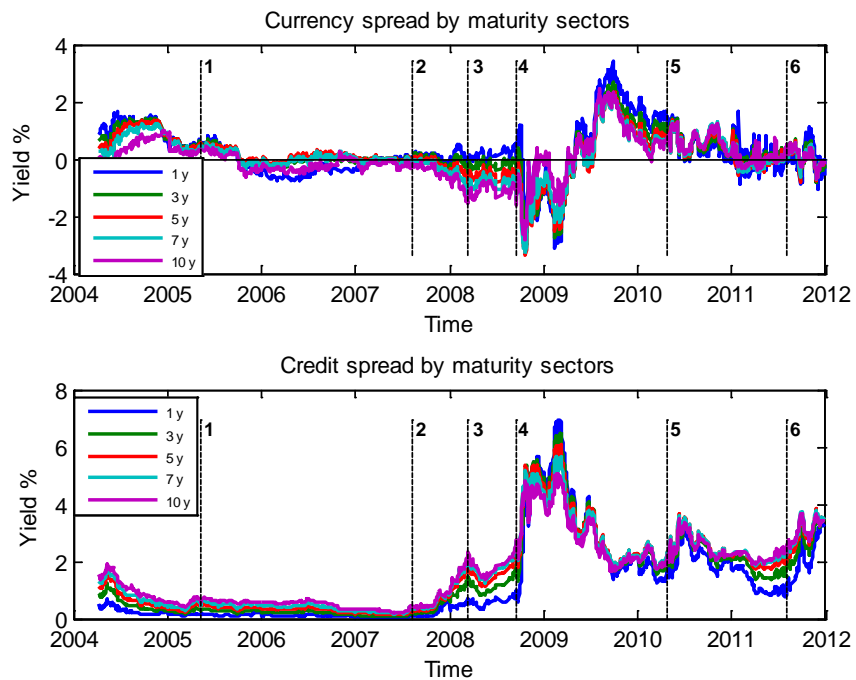 Currency spread by maturity sectors
4
2
0
-2
-4
Yield %
1
2
3
4
5
6
1 y
3 y
5 y
7 y
10 y
2004 2005 2006 2007 2008 2009 2010 2011 2012
Time
Credit spread by maturity sectors
8
6
4
2
0
Yield %
1
2
3
4
5
6
1 y
3 y
5 y
7 y
10 y
2004 2005 2006 2007 2008 2009 2010 2011 2012
Time